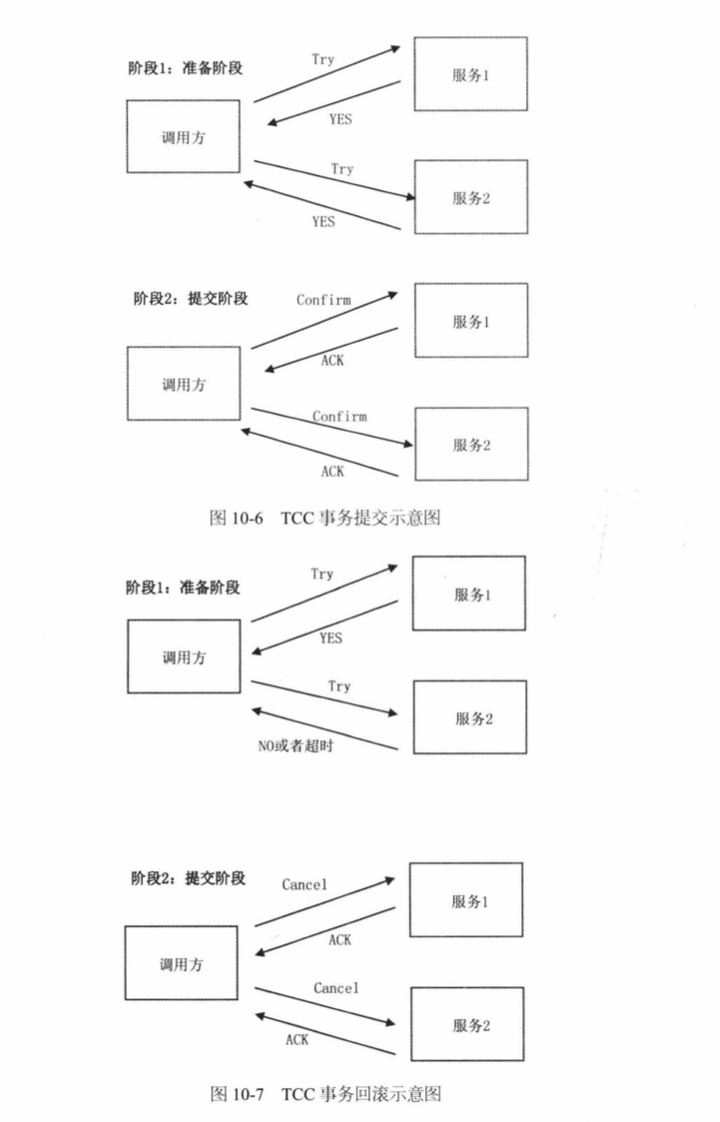 阶段1：准备阶段
Try
服务1
YES
调用方
Try
服务2
YES
阶段2：提交阶段
Confirm
服务1
ACK
调用方
Confirm
服务2
ACK
图 10-6 TCC 事务提交示意图
阶段1：准备阶段
Try
服务1
YES
调用方
Try
服务2
NO或者超时
阶段2：提交阶段
Cancel
服务1
ACK
调用方
Cancel
服务2
ACK
图 10-7 TCC 事务回滚示意图